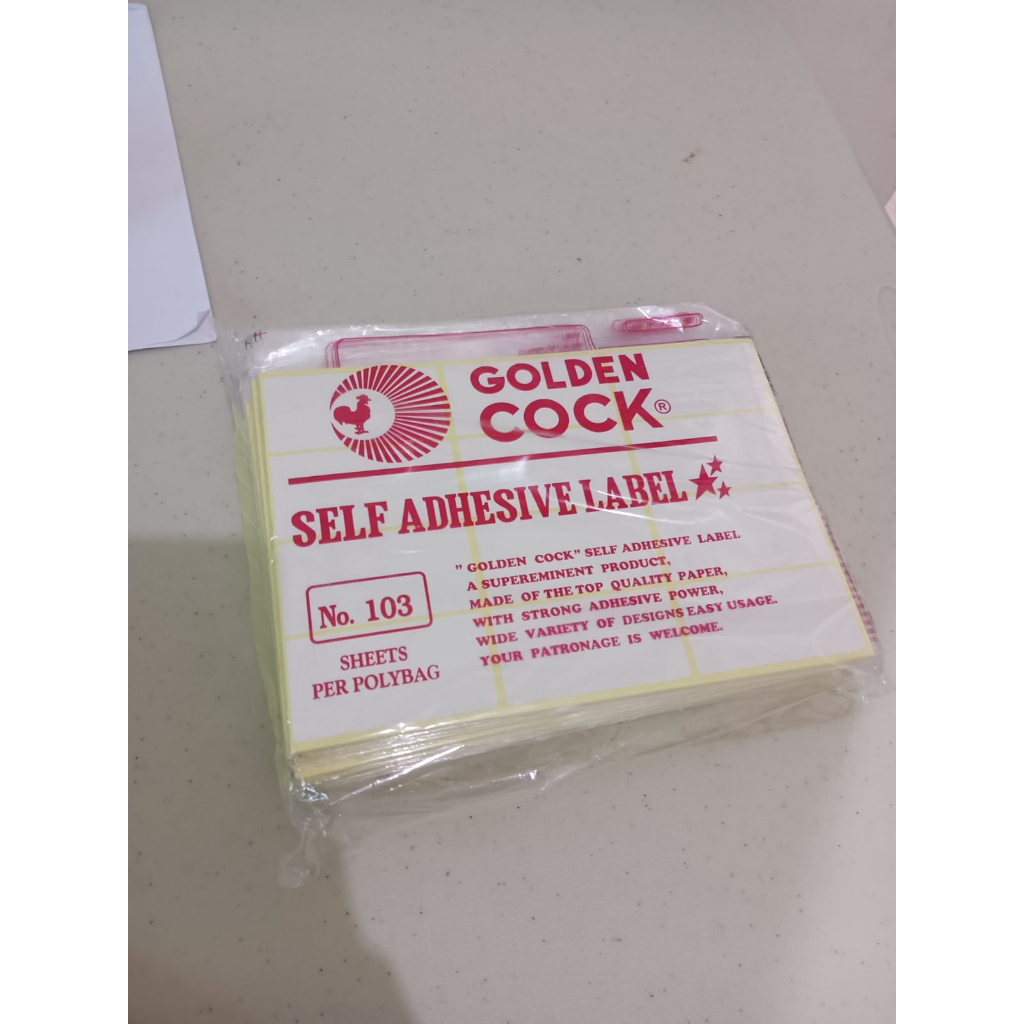 GOLDEN
COCK®
SELF ADHESIVE LABEL
" GOLDEN COCK" SELF ADHESIVE LABEL
A SUPEREMINENT PRODUCT,
MADE OF THE TOP QUALITY PAPER,
WITH STRONG ADHESIVE POWER,
WIDE VARIETY OF DESIGNS EASY USAGE.
YOUR PATRONAGE IS WELCOME.
No. 103
SHEETS
PER POLYBAG